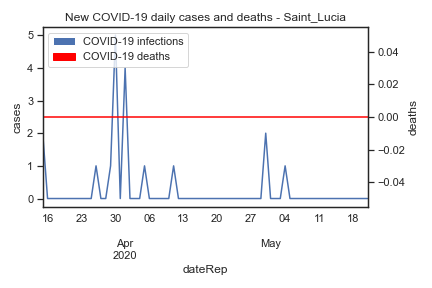 New COVID-19 daily cases and deaths - Saint_Lucia
COVID-19 infections
COVID-19 deaths
5
4
3
2
1
0
cases
0.04
0.02
0.00
−0.02
−0.04
deaths
16 23 30 06 13 20 27 04 11 18
Apr May
2020
dateRep